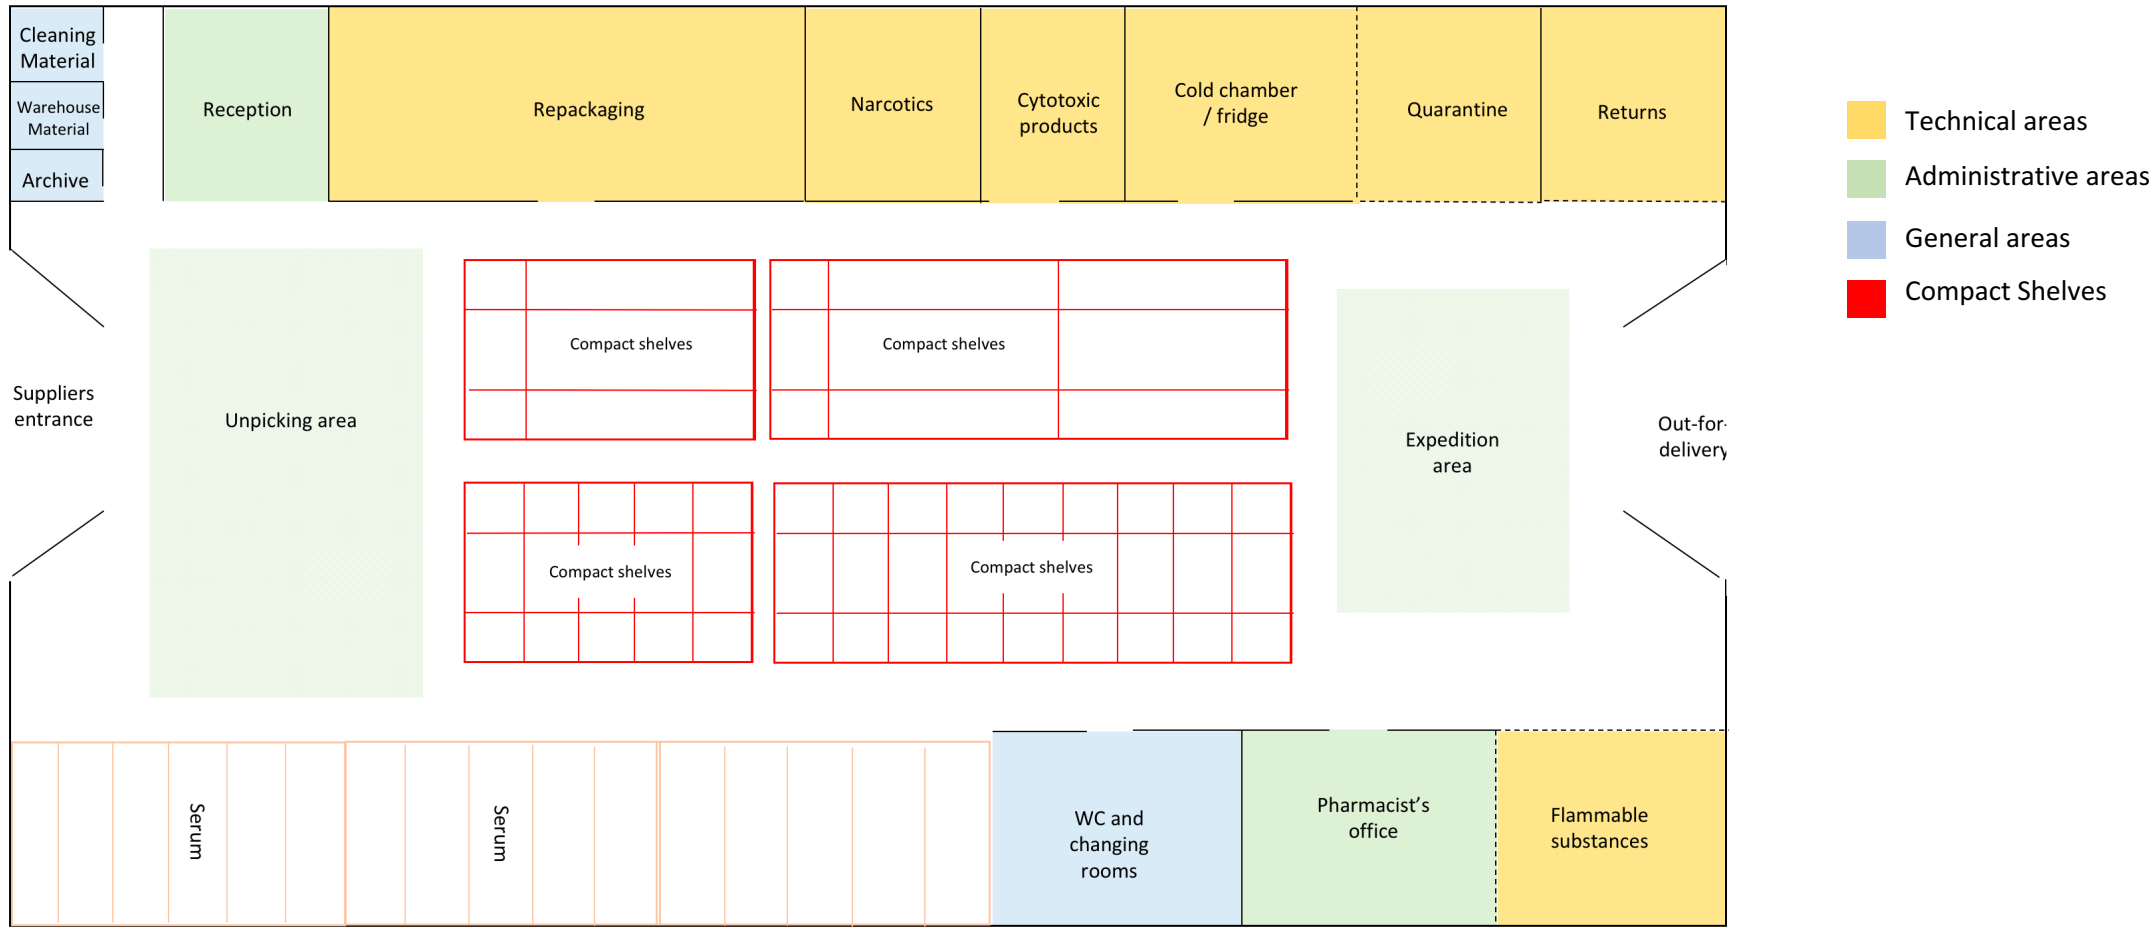 Cleaning
Material
Warehouse
Material
Archive
Reception
Repackaging
Narcotics
Cytotoxic
products
Cold chamber
/ fridge
Quarantine
Returns
Technical areas
Administrative areas
General areas
Compact Shelves
Suppliers
entrance
Unpicking area
Compact shelves
Compact shelves
Compact shelves
Compact shelves
Expedition
area
Out-for-
delivery
Serum
Serum
WC and
changing
rooms
Pharmacist’s
office
Flammable
substances